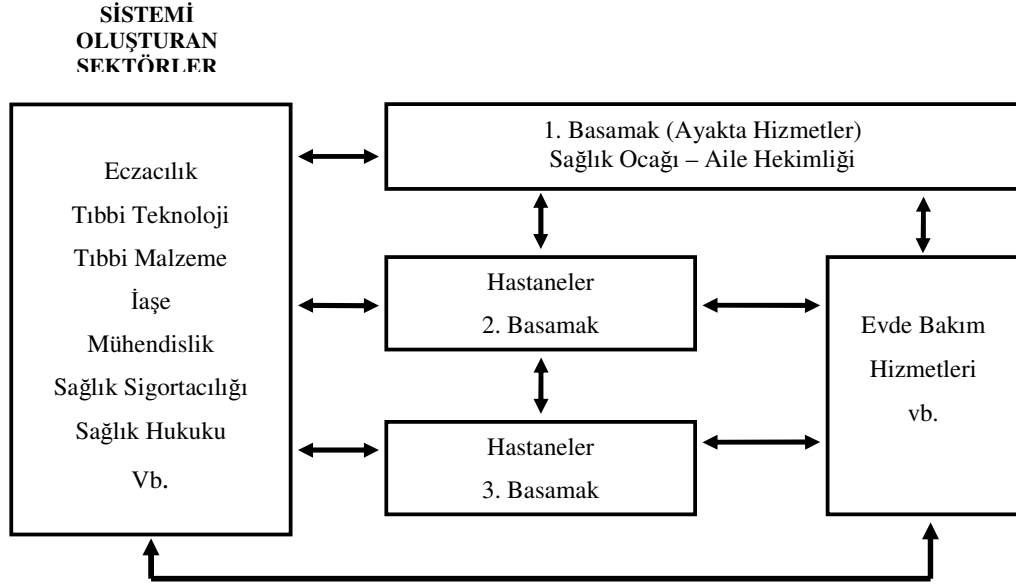 SİSTEMİ
OLUŞTURAN
SEKTÖRLER
Eczacılık
Tıbbi Teknoloji
Tıbbi Malzeme
İaşe
Mühendislik
Sağlık Sigortacılığı
Sağlık Hukuku
Vb.
1. Basamak (Ayakta Hizmetler)
Sağlık Ocağı – Aile Hekimliği
Hastaneler
2. Basamak
Hastaneler
3. Basamak
Evde Bakım
Hizmetleri
vb.